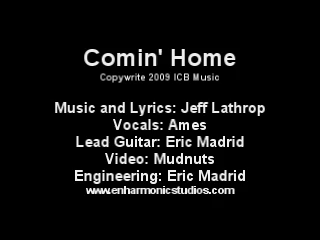 Comin' Home
Copywrite 2009 ICB Music
Music and Lyrics: Jeff Lathrop
Vocals: Ames
Lead Guitar: Eric Madrid
Video: Mudnuts
Engineering: Eric Madrid
www.enharmonicstudios.com